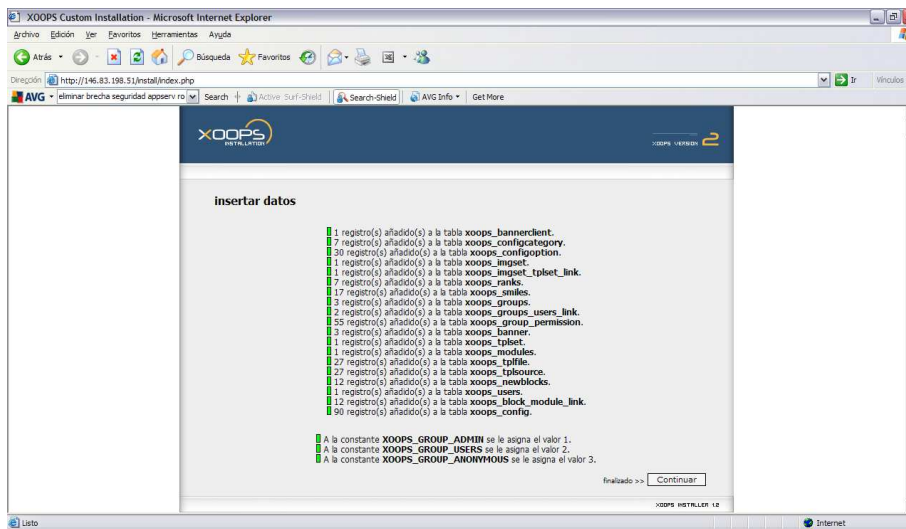 XOOPS Custom Installation - Microsoft Internet Explorer
Archivo Edición Ver Favoritos Herramientas Ayuda
Atrás Búsqueda Favoritos
Dirección http://146.83.198.51/install/index.php Ir Vínculos
AVG eliminar brecha seguridad appserv ro Search Active Surf-Shield Search-Shield AVG Info Get More
XOOPS
INSTALLATION
XOOPS VERSION 2
insertar datos
1 registro(s) añadido(s) a la tabla xoops_bannerclient.
7 registro(s) añadido(s) a la tabla xoops_configcategory.
30 registro(s) añadido(s) a la tabla xoops_configoption.
1 registro(s) añadido(s) a la tabla xoops_imgset.
1 registro(s) añadido(s) a la tabla xoops_imgset_tplset_link.
7 registro(s) añadido(s) a la tabla xoops_ranks.
17 registro(s) añadido(s) a la tabla xoops_smiles.
3 registro(s) añadido(s) a la tabla xoops_groups.
2 registro(s) añadido(s) a la tabla xoops_groups_users_link.
55 registro(s) añadido(s) a la tabla xoops_group_permission.
3 registro(s) añadido(s) a la tabla xoops_banner.
1 registro(s) añadido(s) a la tabla xoops_tplset.
1 registro(s) añadido(s) a la tabla xoops_modules.
27 registro(s) añadido(s) a la tabla xoops_tplfile.
27 registro(s) añadido(s) a la tabla xoops_tplsource.
12 registro(s) añadido(s) a la tabla xoops_newblocks.
1 registro(s) añadido(s) a la tabla xoops_users.
12 registro(s) añadido(s) a la tabla xoops_block_module_link.
90 registro(s) añadido(s) a la tabla xoops_config.
A la constante XOOPS_GROUP_ADMIN se le asigna el valor 1.
A la constante XOOPS_GROUP_USERS se le asigna el valor 2.
A la constante XOOPS_GROUP_ANONYMOUS se le asigna el valor 3.
finalizado >> Continuar
XOOPS INSTALLER 1.2
Listo Internet